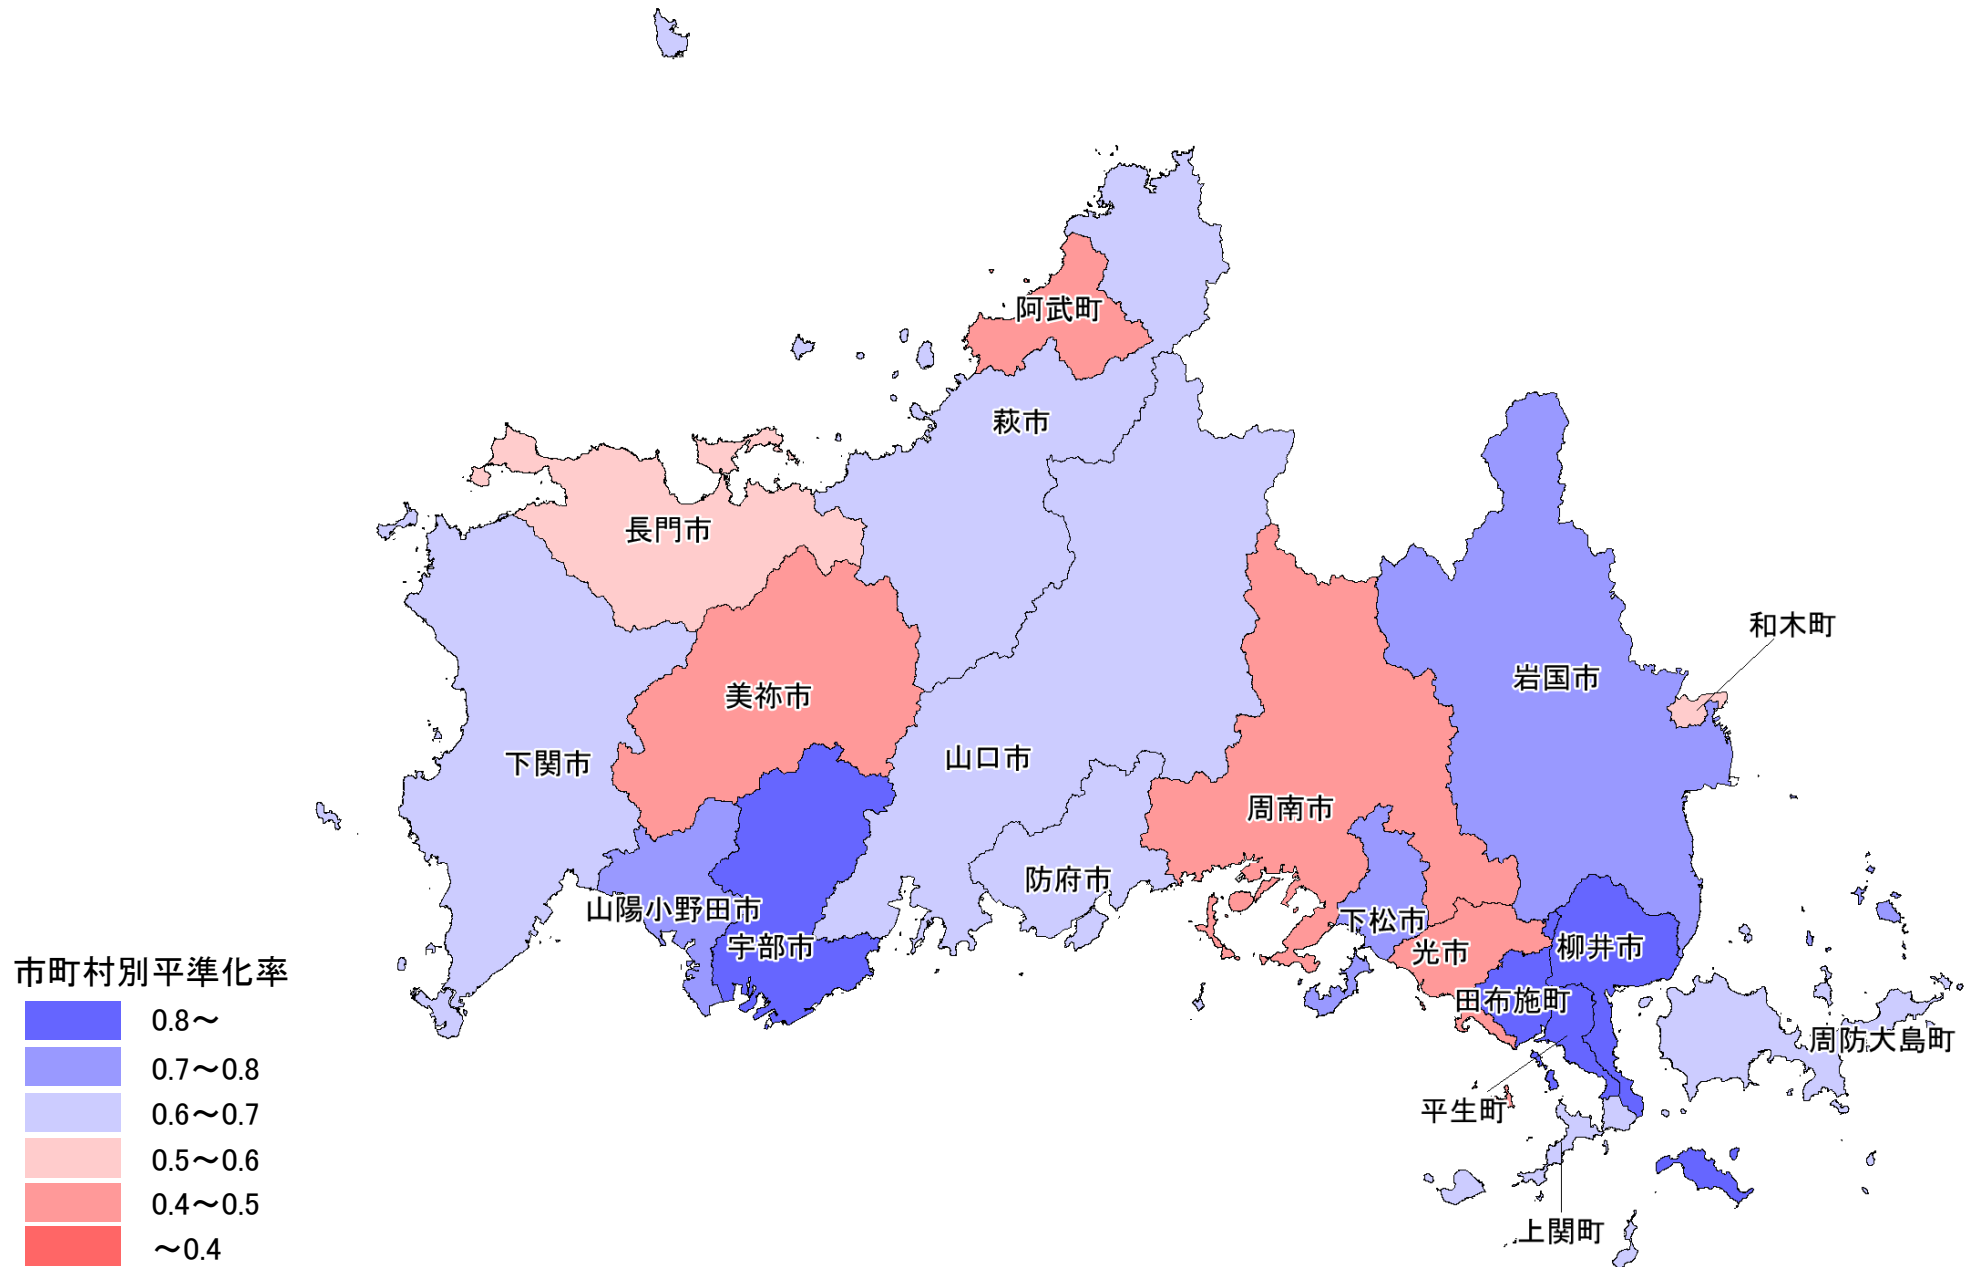 阿武町
萩市
長門市
和木町
岩国市
美祢市
下関市
山口市
周南市
防府市
山陽小野田市
下松市
宇部市
光市
柳井市
田布施町
周防大島町
平生町
上関町
市町村別平準化率
0.8～
0.7～0.8
0.6～0.7
0.5～0.6
0.4～0.5
～0.4